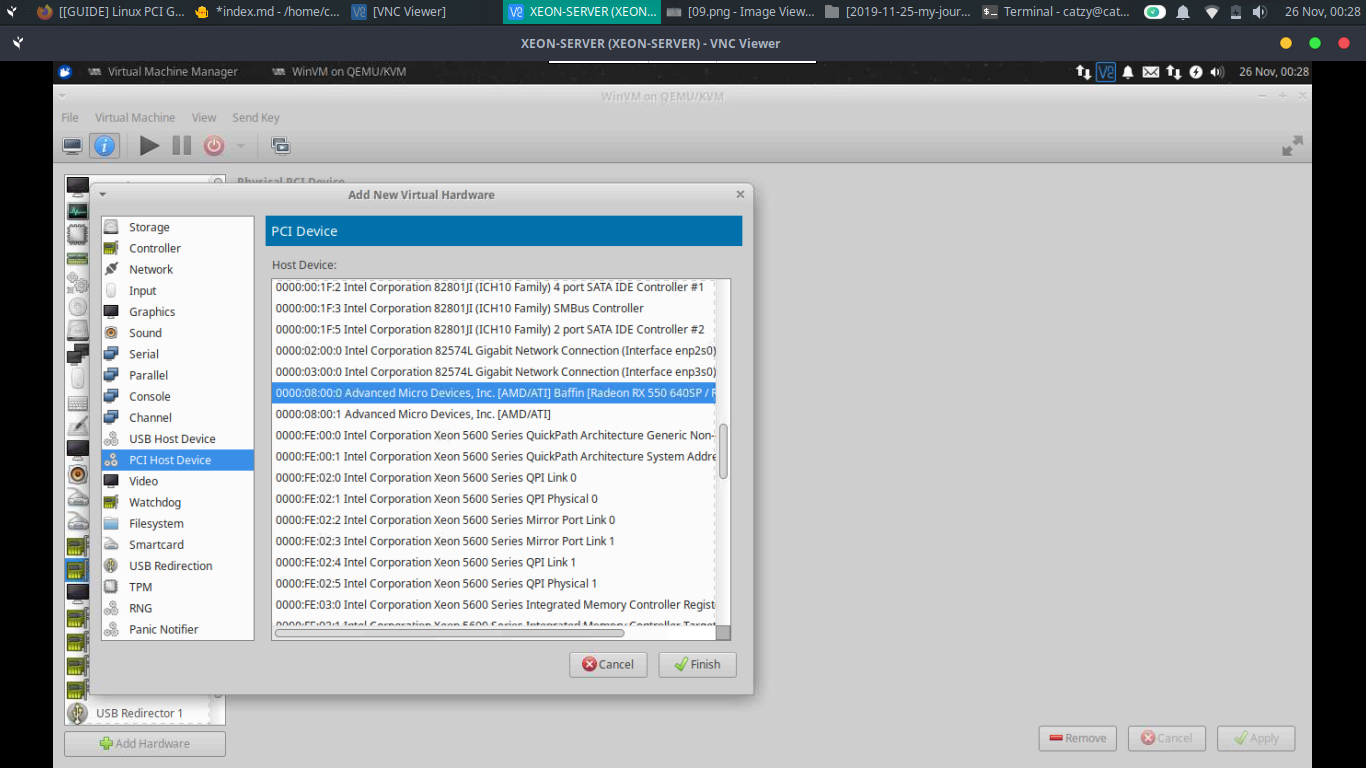 [[GUIDE] Linux PCI G...
*index.md - /home/c...
[VNC Viewer]
XEON-SERVER (XEON...
[09.png - Image View...
[2019-11-25-my-jour...
Terminal - catzy@cat...
26 Nov, 00:28
XEON-SERVER (XEON-SERVER) - VNC Viewer
Virtual Machine Manager
WinVM on QEMU/KVM
26 Nov, 00:28
WinVM on QEMU/KVM
File
Virtual Machine
View
Send Key
Physical PCI Device
Add New Virtual Hardware
Storage
Controller
Network
Input
Graphics
Sound
Serial
Parallel
Console
Channel
USB Host Device
PCI Host Device
Video
Watchdog
Filesystem
Smartcard
USB Redirection
TPM
RNG
Panic Notifier
PCI Device
Host Device:
0000:00:1F:2 Intel Corporation 82801JI (ICH10 Family) 4 port SATA IDE Controller #1
0000:00:1F:3 Intel Corporation 82801JI (ICH10 Family) SMBus Controller
0000:00:1F:5 Intel Corporation 82801JI (ICH10 Family) 2 port SATA IDE Controller #2
0000:02:00:0 Intel Corporation 82574L Gigabit Network Connection (Interface enp2s0)
0000:03:00:0 Intel Corporation 82574L Gigabit Network Connection (Interface enp3s0)
0000:08:00:0 Advanced Micro Devices, Inc. [AMD/ATI] Baffin [Radeon RX 550 640SP /
0000:08:00:1 Advanced Micro Devices, Inc. [AMD/ATI]
0000:FE:00:0 Intel Corporation Xeon 5600 Series QuickPath Architecture Generic Non-
0000:FE:00:1 Intel Corporation Xeon 5600 Series QuickPath Architecture System Addre
0000:FE:02:0 Intel Corporation Xeon 5600 Series QPI Link 0
0000:FE:02:1 Intel Corporation Xeon 5600 Series QPI Physical 0
0000:FE:02:2 Intel Corporation Xeon 5600 Series Mirror Port Link 0
0000:FE:02:3 Intel Corporation Xeon 5600 Series Mirror Port Link 1
0000:FE:02:4 Intel Corporation Xeon 5600 Series QPI Link 1
0000:FE:02:5 Intel Corporation Xeon 5600 Series QPI Physical 1
0000:FE:03:0 Intel Corporation Xeon 5600 Series Integrated Memory Controller Regist
0000:FE:03:1 Intel Corporation Xeon 5600 Series Integrated Memory Controller Target
Cancel
Finish
USB Redirector 1
Add Hardware
Remove
Cancel
Apply